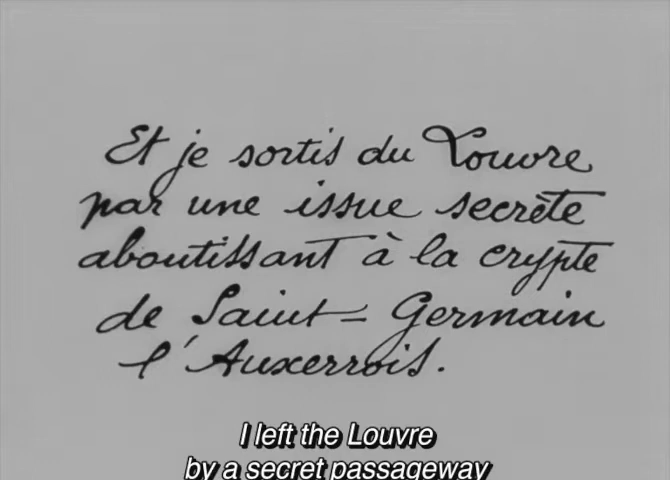 Et je sortis du Louvre
par une issue secrète
aboutissant à la crypte
de Saint-Germain
l'Auxerrois.
I left the Louvre
by a secret passageway